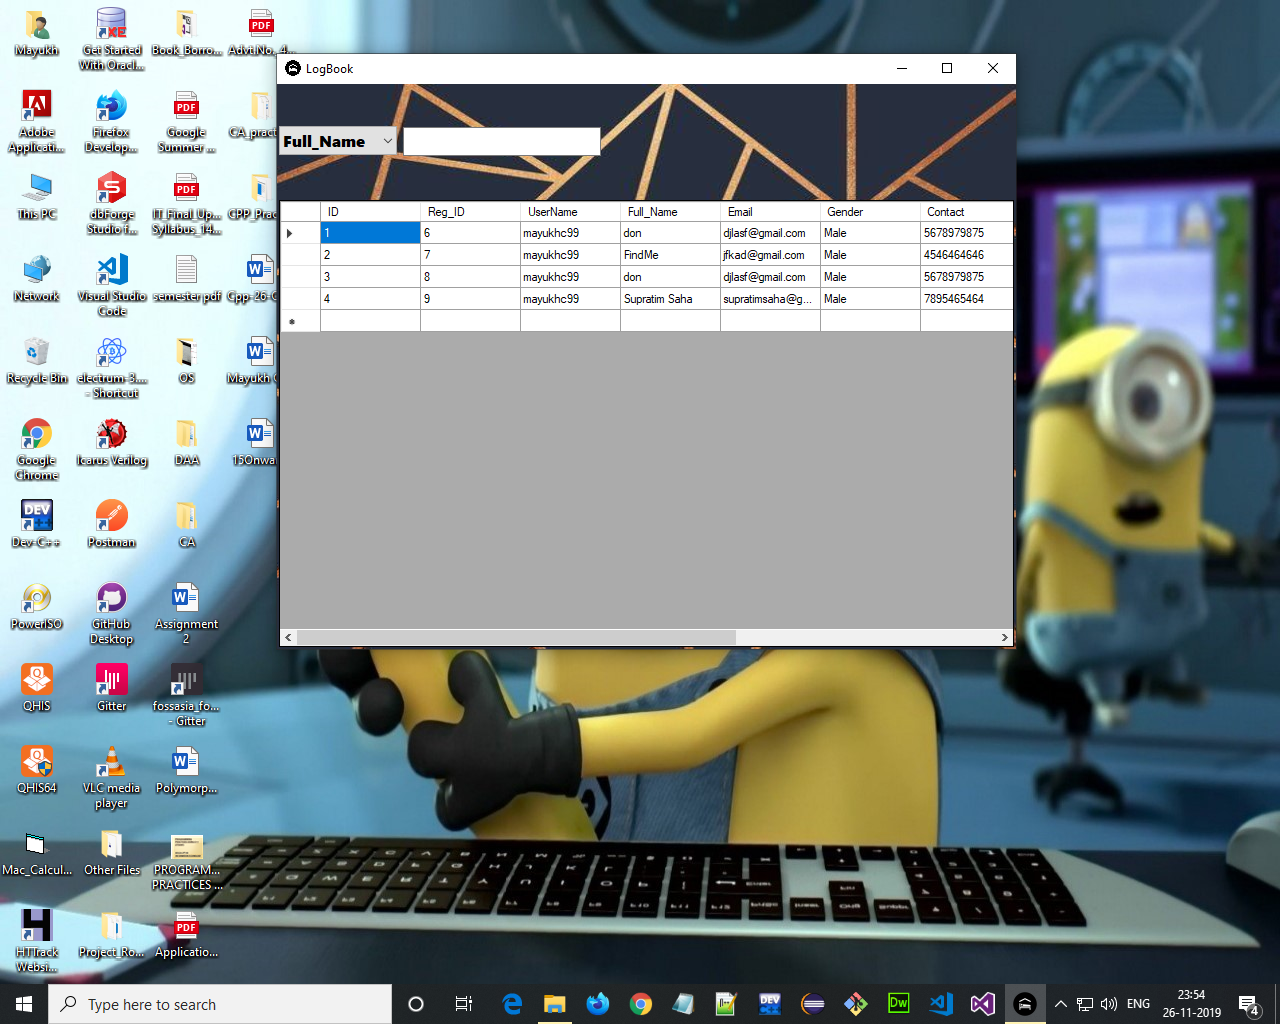 Mayukh
Get Started
With Oracl...
Book_Borro...
Advt.No._4...
Adobe
Applicati...
Firefox
Develop...
Google
Summer ...
CA_pract
This PC
dbForge
Studio f...
IT_Final_Up...
Syllabus_14...
CPP_Prac
Network
Visual Studio
Code
semester pdf
Cpp-26-
Recycle Bin
electrum-3....
- Shortcut
OS
Mayukh
Google
Chrome
Icarus Verilog
DAA
15Onwa
Dev-C++
Postman
CA
PowerISO
GitHub
Desktop
Assignment
2
QHIS
Gitter
fossasia_fo...
- Gitter
QHIS64
VLC media
player
Polymorp...
Mac_Calcul...
Other Files
PROGRAM...
PRACTICES ...
HTTrack
Websi...
Project_Ro...
Applicatio...
LogBook
Full_Name
ID Reg_ID UserName Full_Name Email Gender Contact
1 6 mayukhc99 don djlasf@gmail.com Male 5678979875
2 7 mayukhc99 FindMe jfkad@gmail.com Male 4546464646
3 8 mayukhc99 don djlasf@gmail.com Male 5678979875
4 9 mayukhc99 Supratim Saha supratimsaha@g... Male 7895465464
Type here to search
ENG
23:54
26-11-2019
4